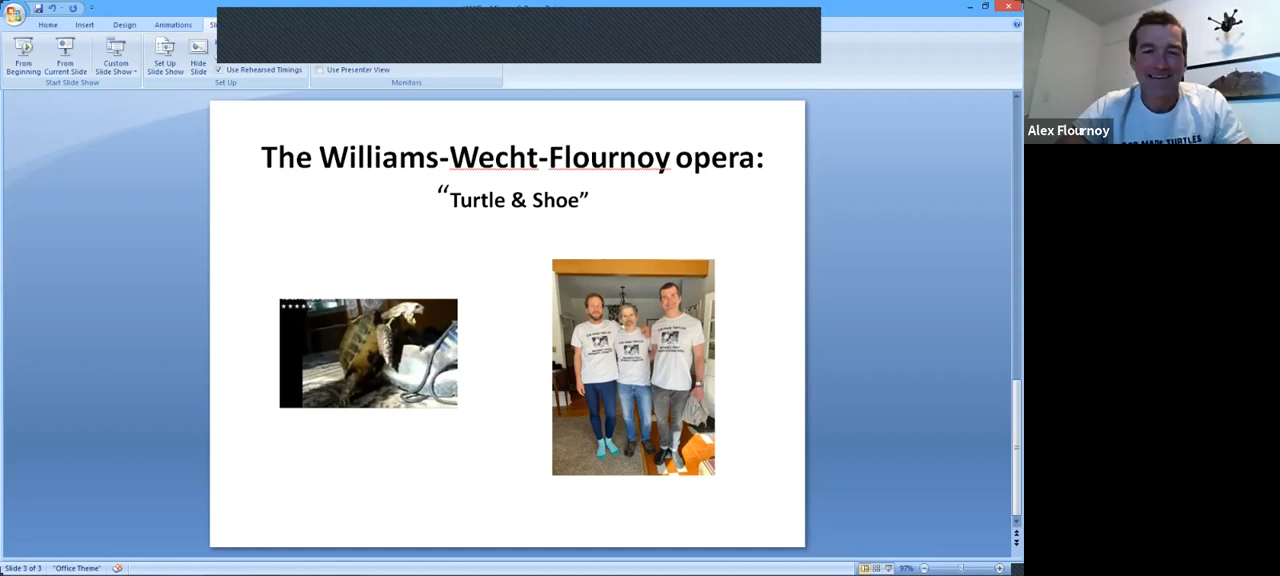 Home Insert Design Animations
From Beginning
From Current Slide
Custom Slide Show
Set Up Slide Show
Hide Slide
Use Rehearsed Timings
Use Presenter View
Start Slide Show
Set Up
Monitors
Alex Flournoy
The Williams-Wecht-Flournoy opera:
“Turtle & Shoe”
Slide 3 of 3
"Office Theme"
97%